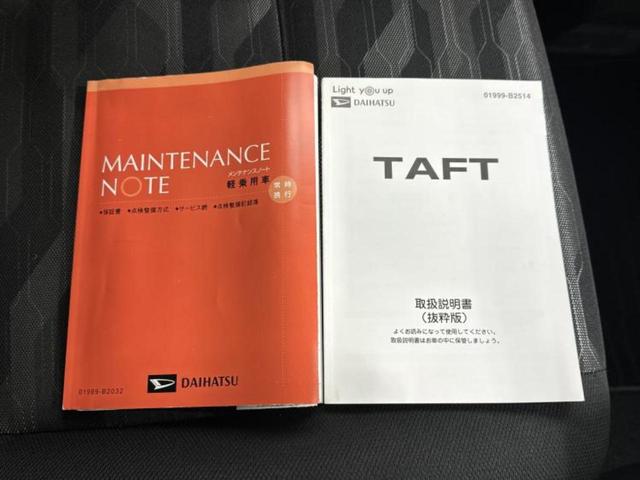 MAINTENANCE
NOTE
メンテナンスノート
軽乗用車
常時
携行
●保証書 ●点検整備方式 ●サービス網 ●点検整備記録簿
DAIHATSU
01999-B2032
Light you up
DAIHATSU
01999-B2514
TAFT
取扱説明書
（抜粋版）
よくお読みになって使用してください。
取扱説明書はお車の中に保管しましょう。